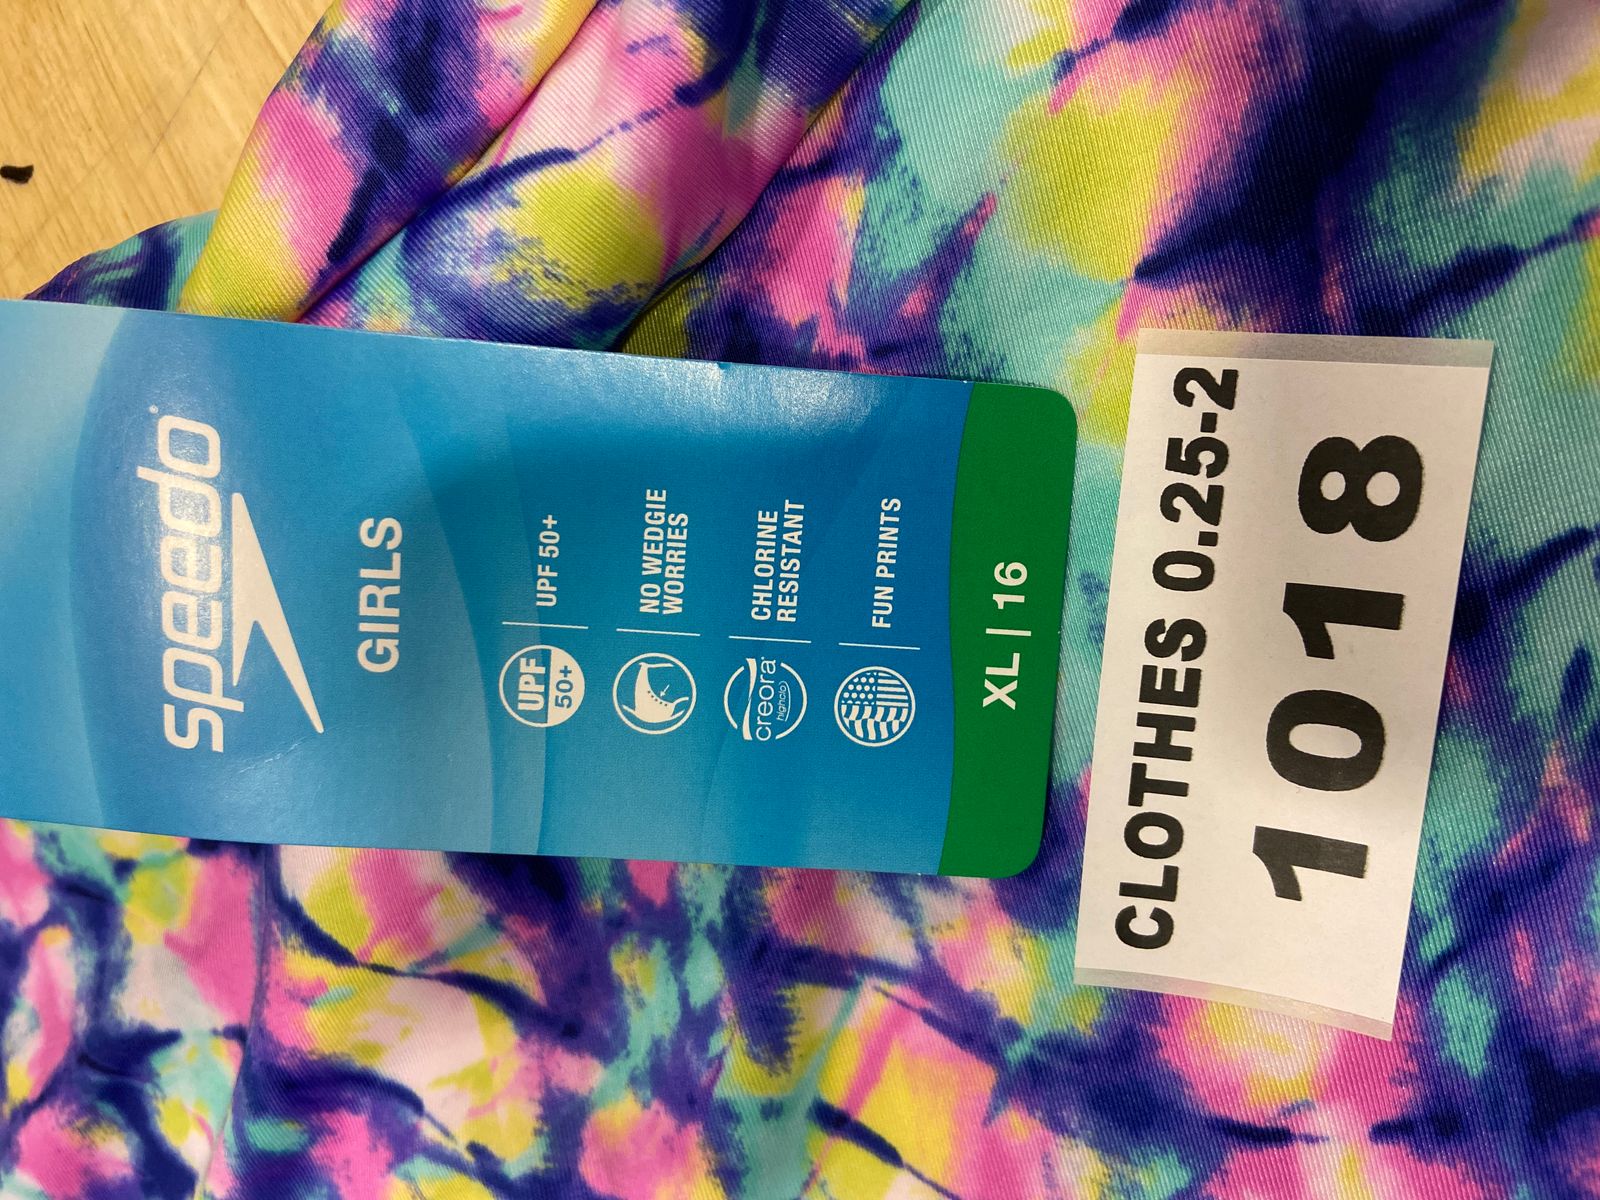 speedo
GIRLS
UPF
50+
UPF 50+
NO WEDGIE
WORRIES
creora
highclo
CHLORINE
RESISTANT
FUN PRINTS
XL | 16
CLOTHES 0.25-2
1018